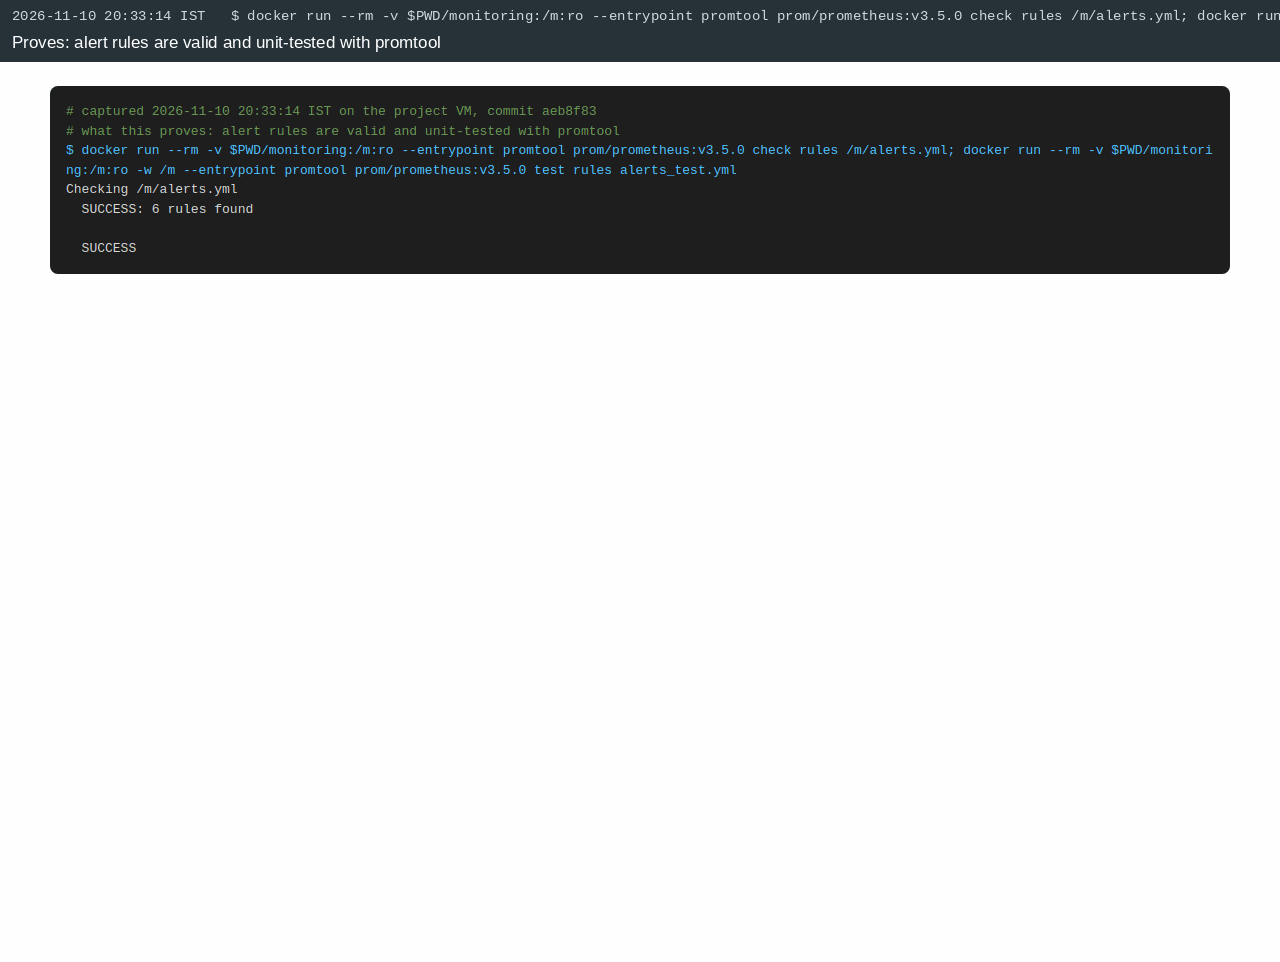 2026-11-10 20:33:14 IST   $ docker run --rm -v $PWD/monitoring:/m:ro --entrypoint promtool prom/prometheus:v3.5.0 check rules /m/alerts.yml; docker run
Proves: alert rules are valid and unit-tested with promtool
# captured 2026-11-10 20:33:14 IST on the project VM, commit aeb8f83
# what this proves: alert rules are valid and unit-tested with promtool
$ docker run --rm -v $PWD/monitoring:/m:ro --entrypoint promtool prom/prometheus:v3.5.0 check rules /m/alerts.yml; docker run --rm -v $PWD/monitori
ng:/m:ro -w /m --entrypoint promtool prom/prometheus:v3.5.0 test rules alerts_test.yml
Checking /m/alerts.yml
  SUCCESS: 6 rules found
  SUCCESS